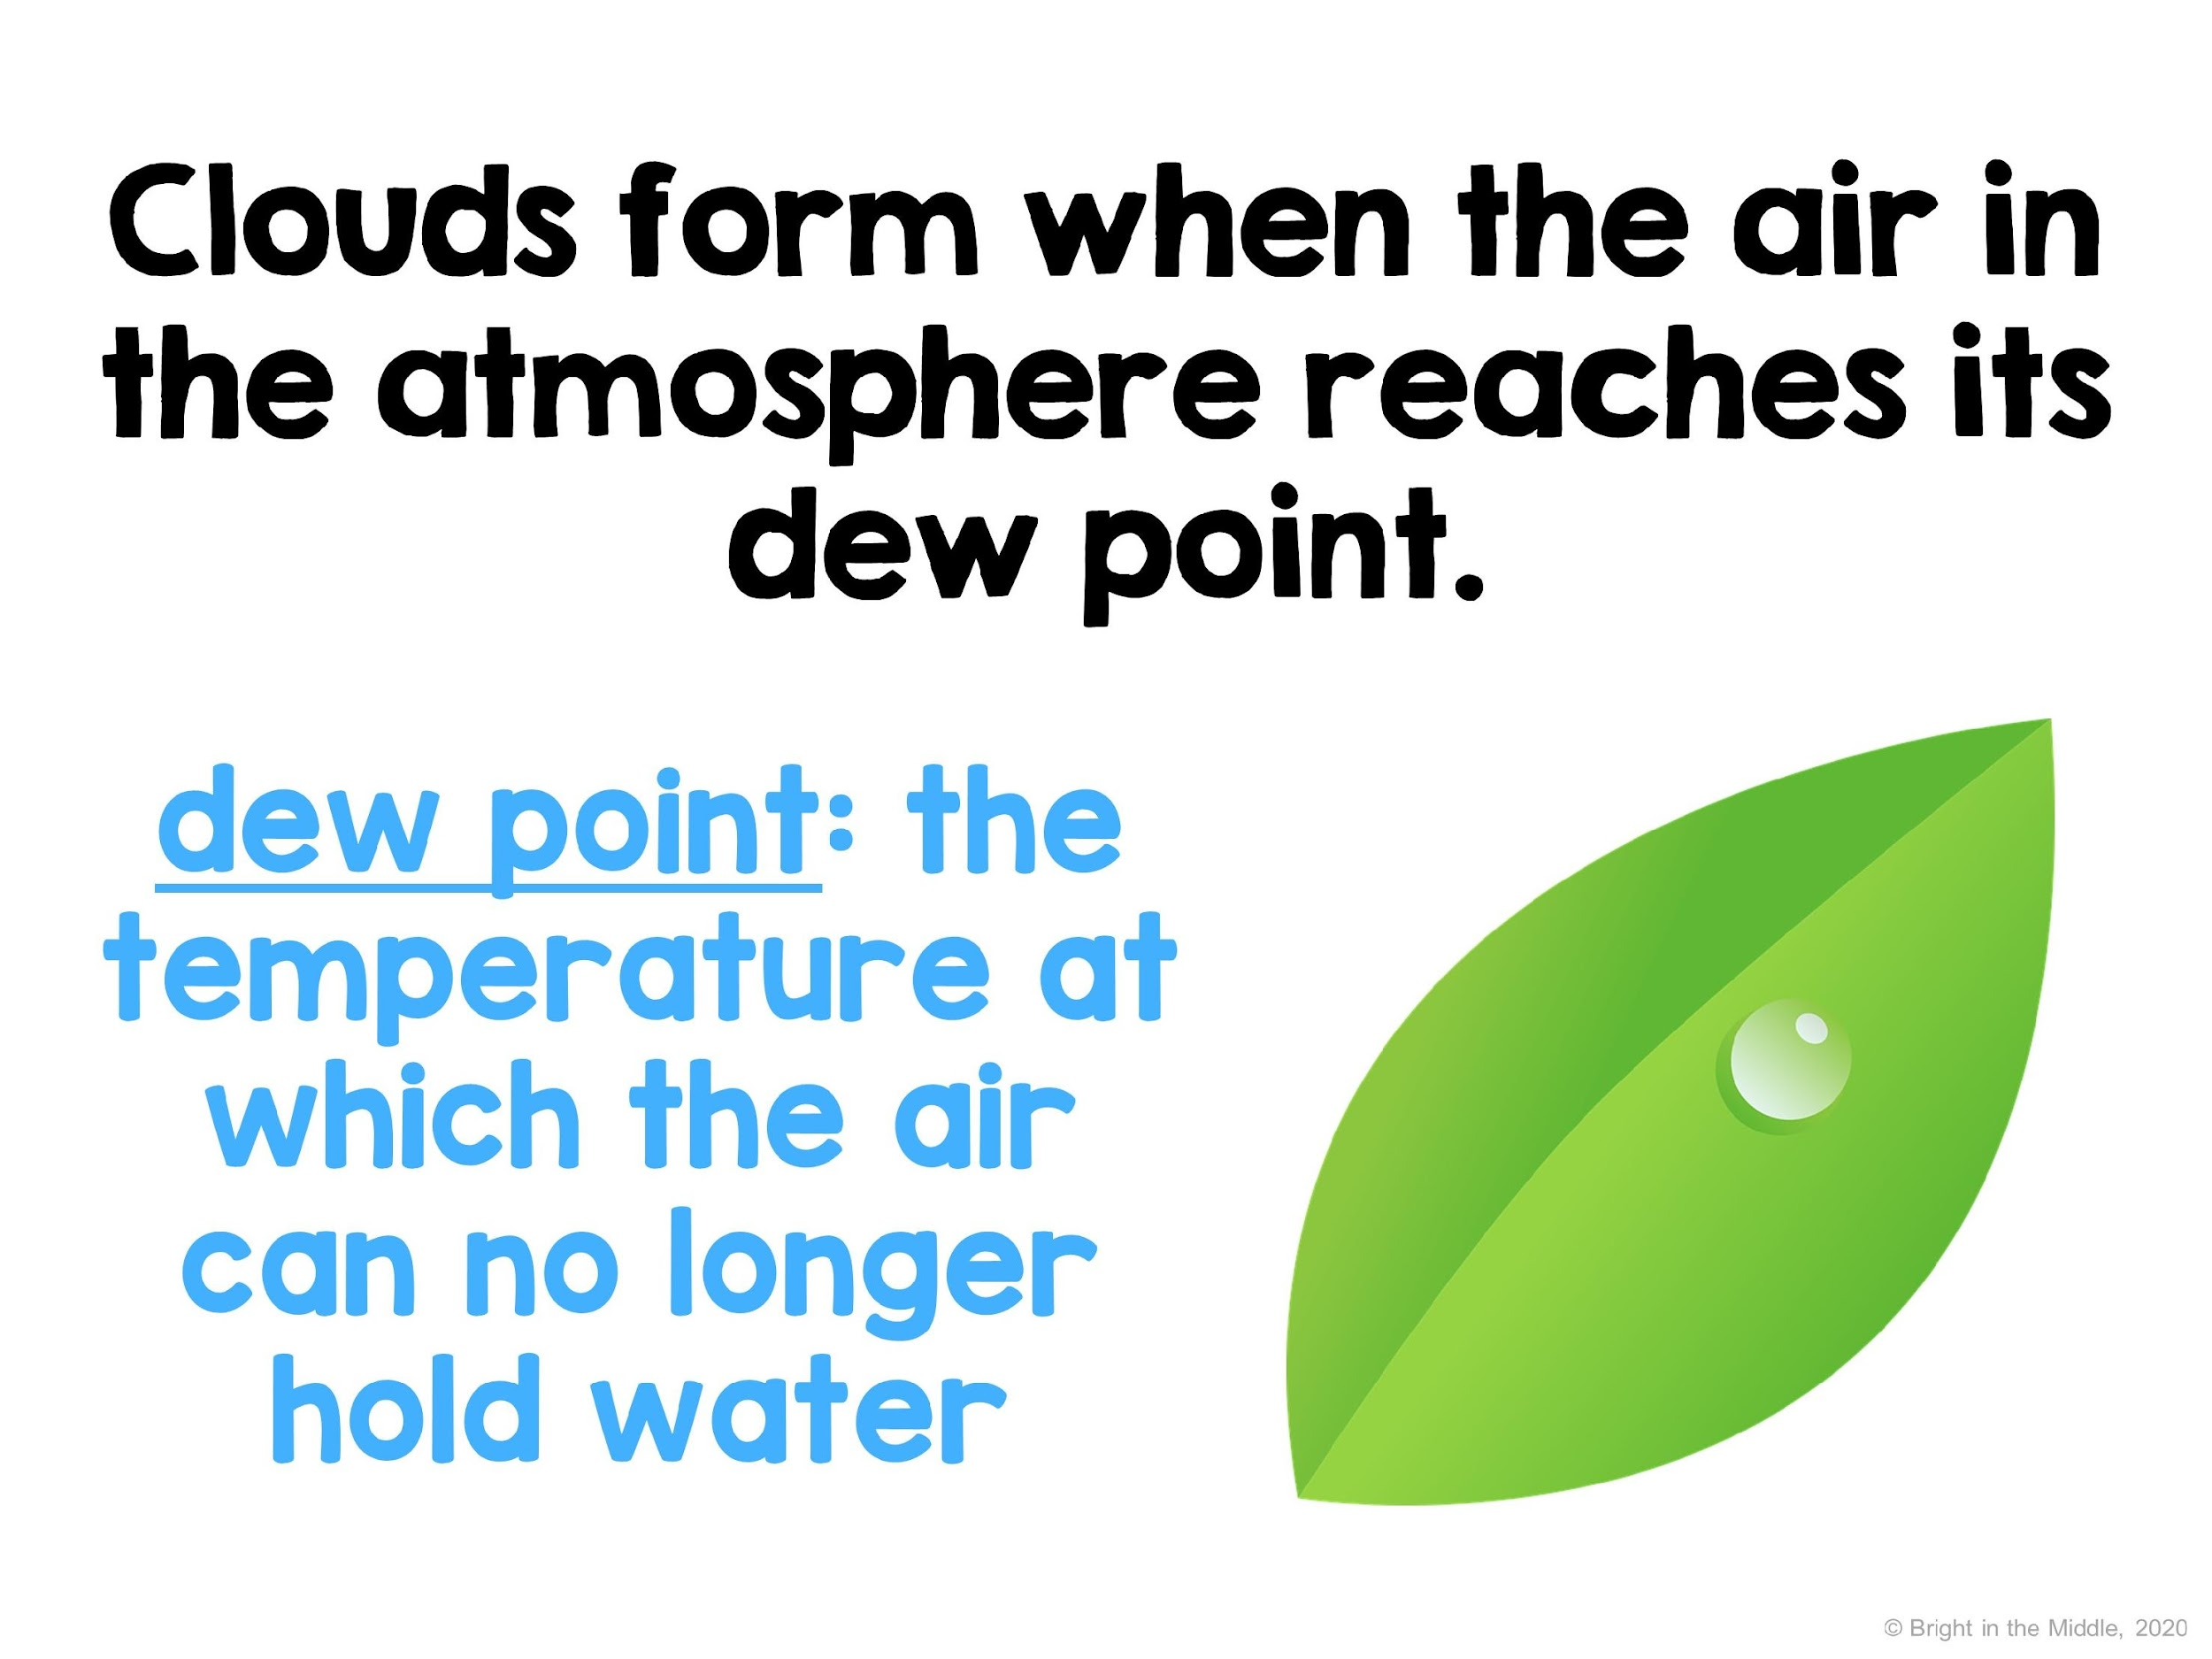 Clouds form when the air in
the atmosphere reaches its
dew point.
dew point: the
temperature at
which the air
can no longer
hold water
© Bright in the Middle, 2020